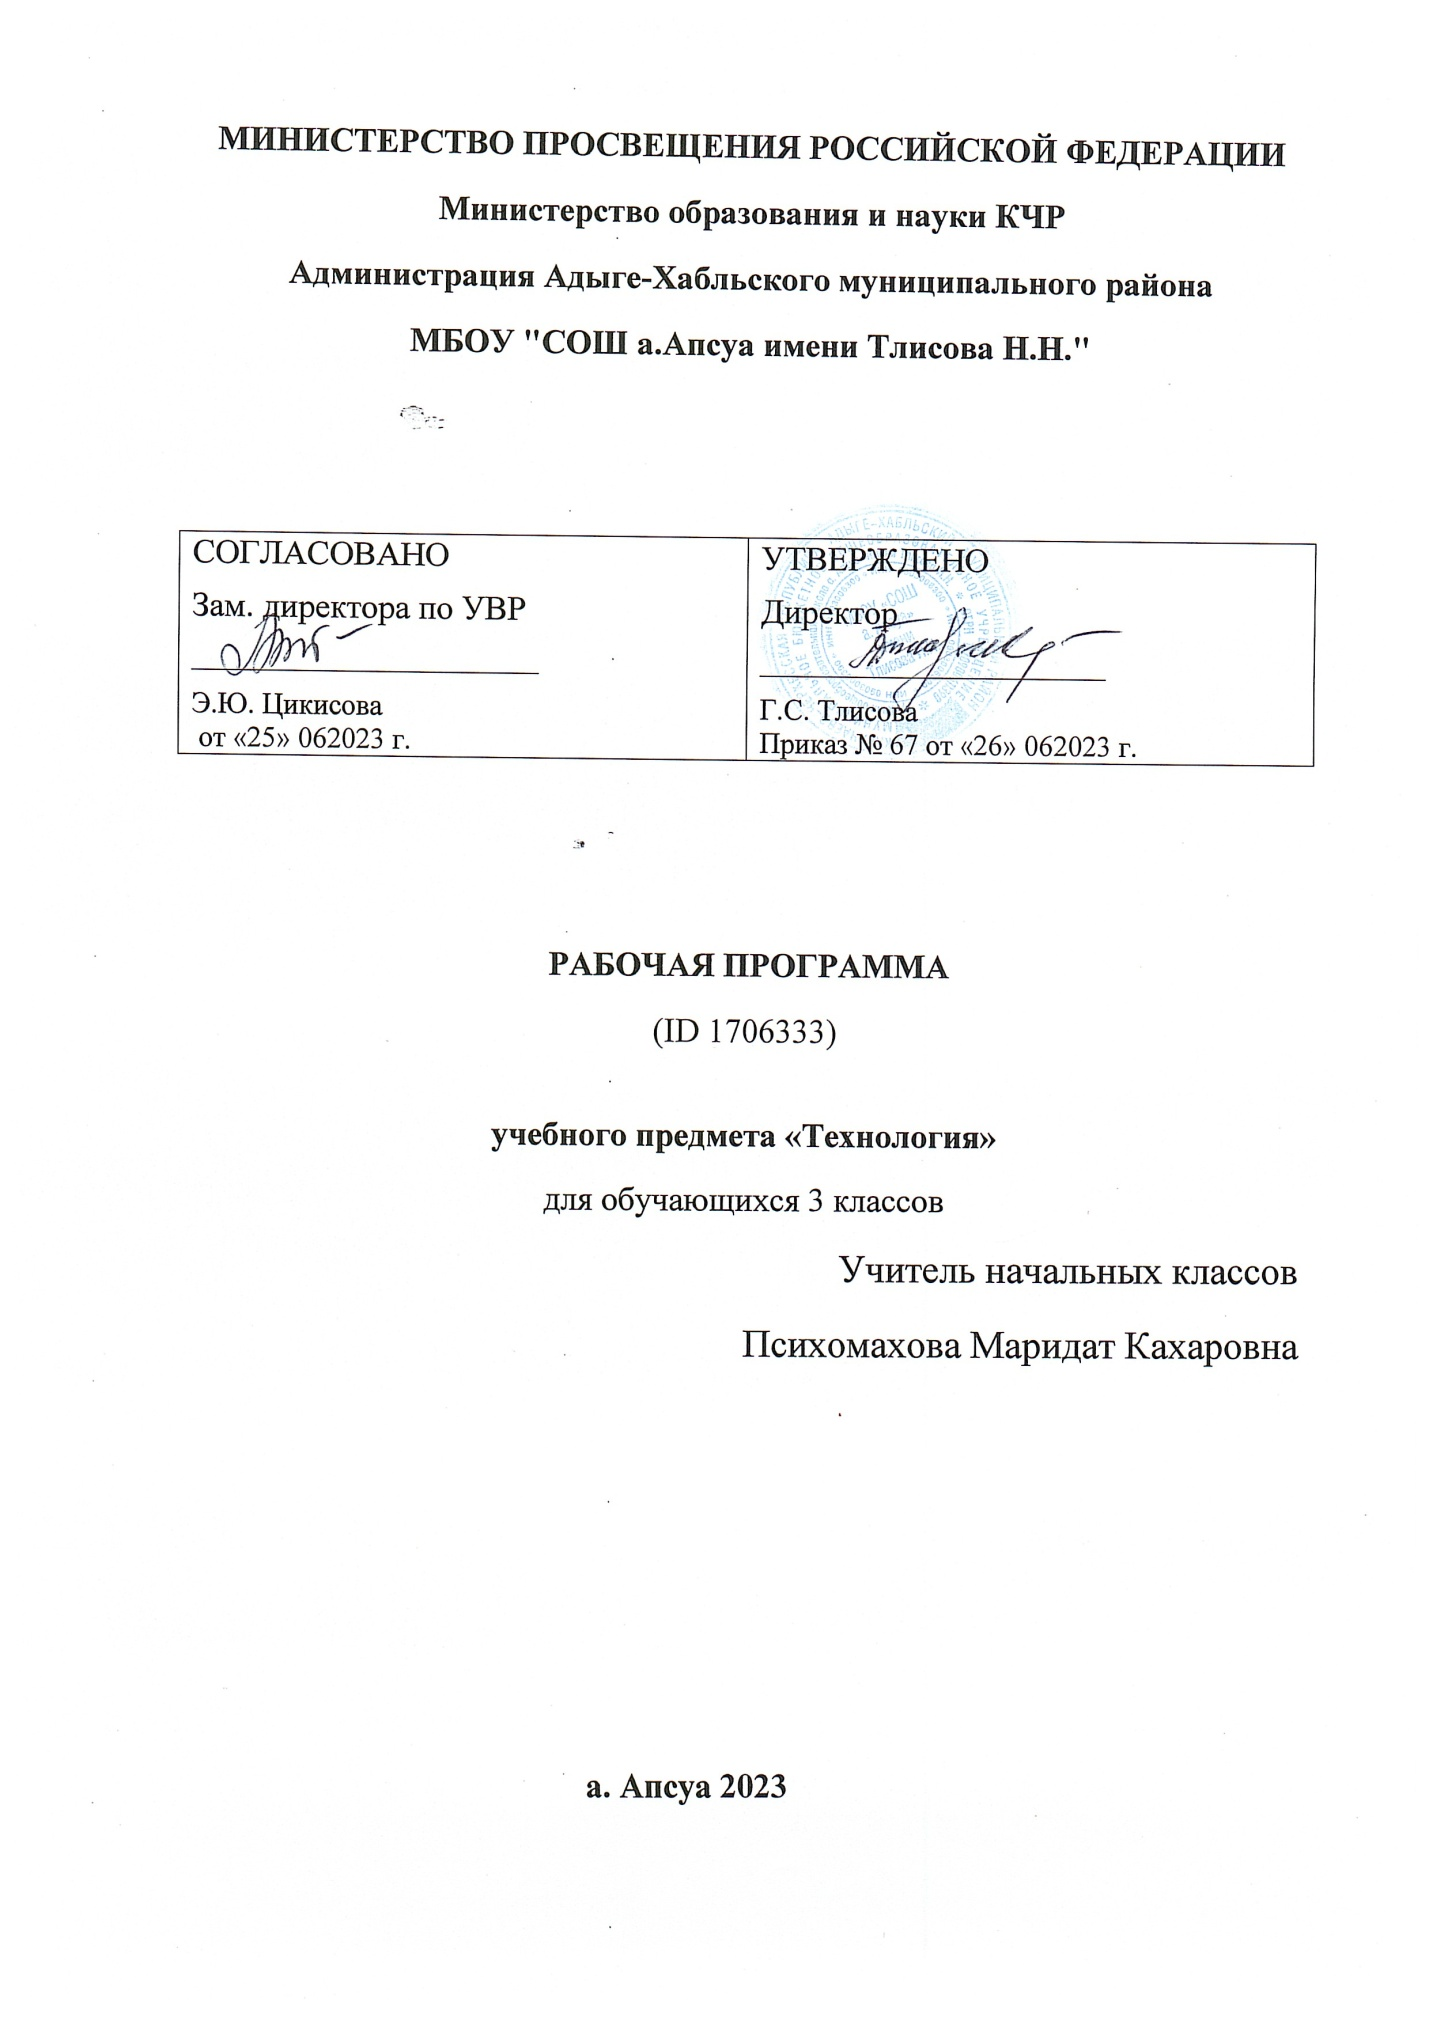 МИНИСТЕРСТВО ПРОСВЕЩЕНИЯ РОССИЙСКОЙ ФЕДЕРАЦИИ
Министерство образования и науки КЧР
Администрация Адыге-Хабльского муниципального района
МБОУ "СОШ а.Апсуа имени Тлисова Н.Н."
СОГЛАСОВАНО
Зам. директора по УВР
Э.Ю. Цикисова
от «25» 062023 г.
УТВЕРЖДЕНО
Директор
Г.С. Тлисова
Приказ № 67 от «26» 062023 г.
РАБОЧАЯ ПРОГРАММА
(ID 1706333)
учебного предмета «Технология»
для обучающихся 3 классов
Учитель начальных классов
Психомахова Маридат Кахаровна
а. Апсуа 2023